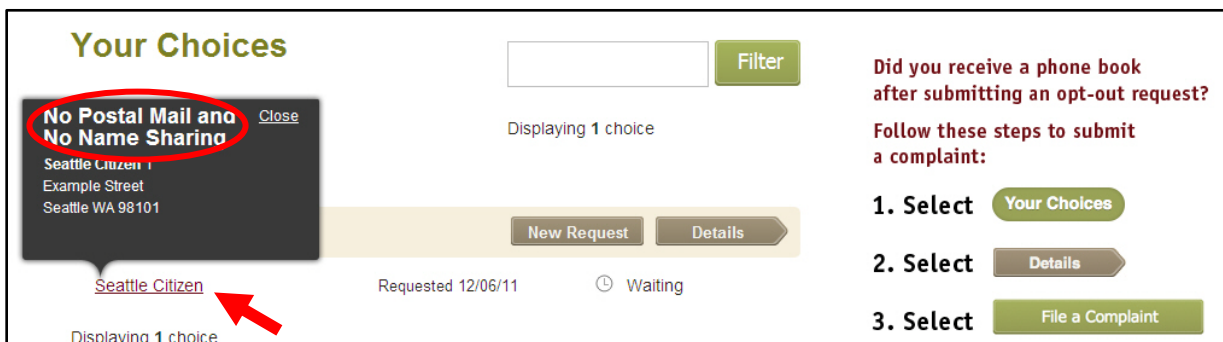 Your Choices
Filter
No Postal Mail and
No Name Sharing
Close
Seattle Citizen 1
Example Street
Seattle WA 98101
Displaying 1 choice
New Request
Details
Seattle Citizen
Requested 12/06/11
Waiting
Displaying 1 choice
Did you receive a phone book
after submitting an opt-out request?
Follow these steps to submit
a complaint:
1. Select Your Choices
2. Select Details
3. Select File a Complaint